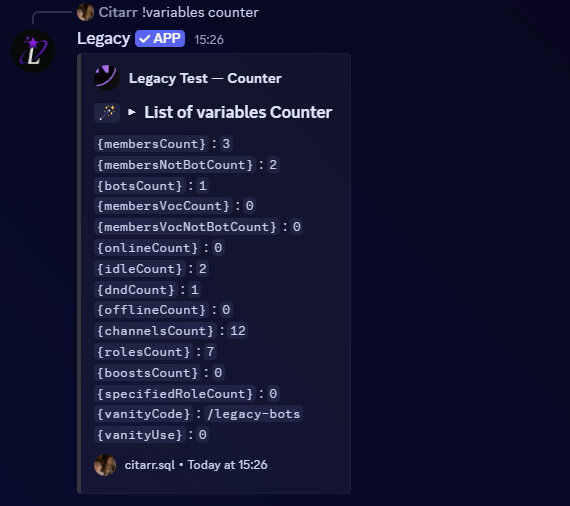 Citarr !variables counter
Legacy ✓ APP 15:26
Legacy Test — Counter
▸ List of variables Counter
{membersCount} : 3
{membersNotBotCount} : 2
{botsCount} : 1
{membersVocCount} : 0
{membersVocNotBotCount} : 0
{onlineCount} : 0
{idleCount} : 2
{dndCount} : 1
{offlineCount} : 0
{channelsCount} : 12
{rolesCount} : 7
{boostsCount} : 0
{specifiedRoleCount} : 0
{vanityCode} : /legacy-bots
{vanityUse} : 0
citarr.sql • Today at 15:26